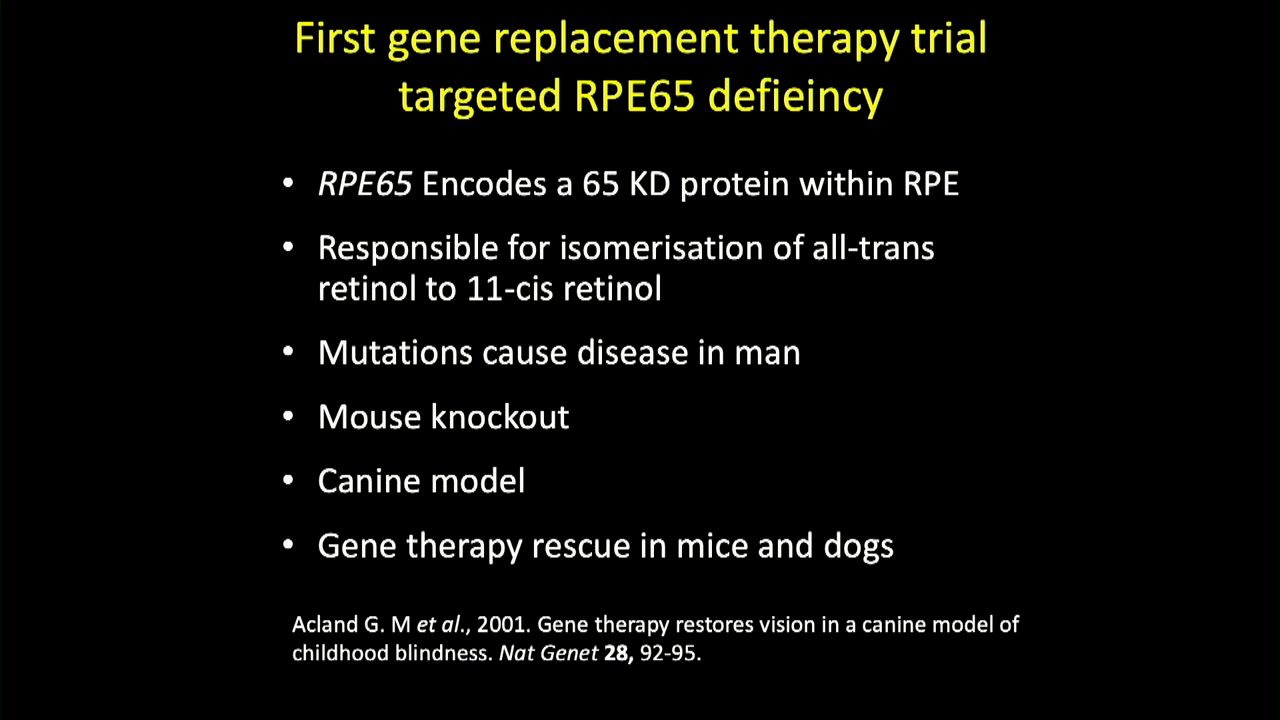 First gene replacement therapy trial
targeted RPE65 defieincy
• RPE65 Encodes a 65 KD protein within RPE
• Responsible for isomerisation of all-trans
retinol to 11-cis retinol
• Mutations cause disease in man
• Mouse knockout
• Canine model
• Gene therapy rescue in mice and dogs
Acland G. M et al., 2001. Gene therapy restores vision in a canine model of
childhood blindness. Nat Genet 28, 92-95.